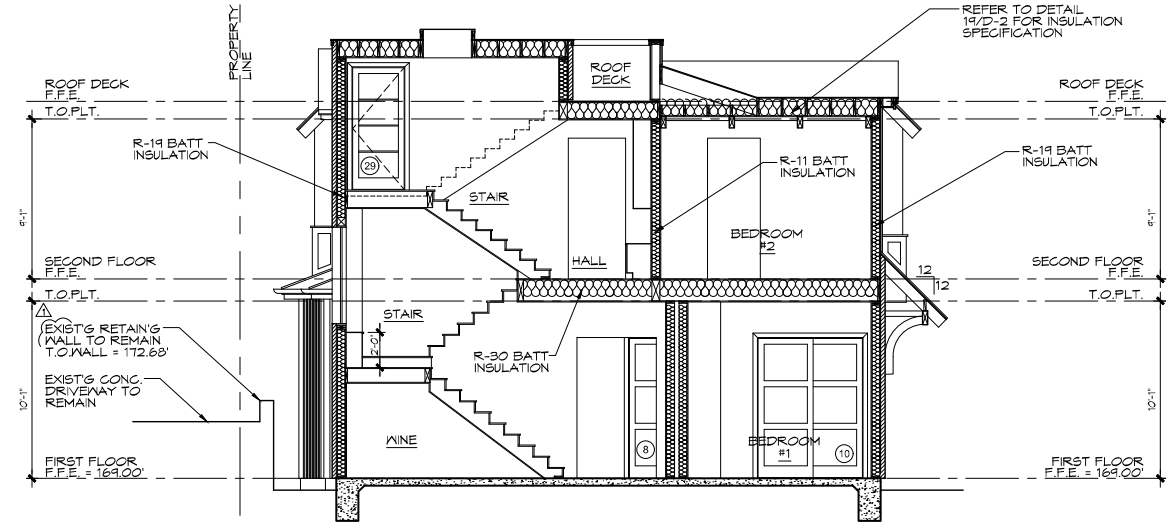 REFER TO DETAIL
19/D-2 FOR INSULATION
SPECIFICATION
PROPERTY
LINE
ROOF
DECK
ROOF DECK
F.F.E.
T.O.PLT.
ROOF DECK
F.F.E.
T.O.PLT.
R-19 BATT
INSULATION
29
R-11 BATT
INSULATION
R-19 BATT
INSULATION
STAIR
9'-1"
9'-1"
BEDROOM
#2
HALL
SECOND FLOOR
F.F.E.
T.O.PLT.
12
12
SECOND FLOOR
F.F.E.
T.O.PLT.
1
EXIST'G RETAIN'G
WALL TO REMAIN
T.O.WALL = 172.68'
STAIR
2'-0"
R-30 BATT
INSULATION
EXIST'G CONC.
DRIVEWAY TO
REMAIN
10'-1"
10'-1"
WINE
8
BEDROOM
#1
10
FIRST FLOOR
F.F.E. = 169.00'
FIRST FLOOR
F.F.E. = 169.00'